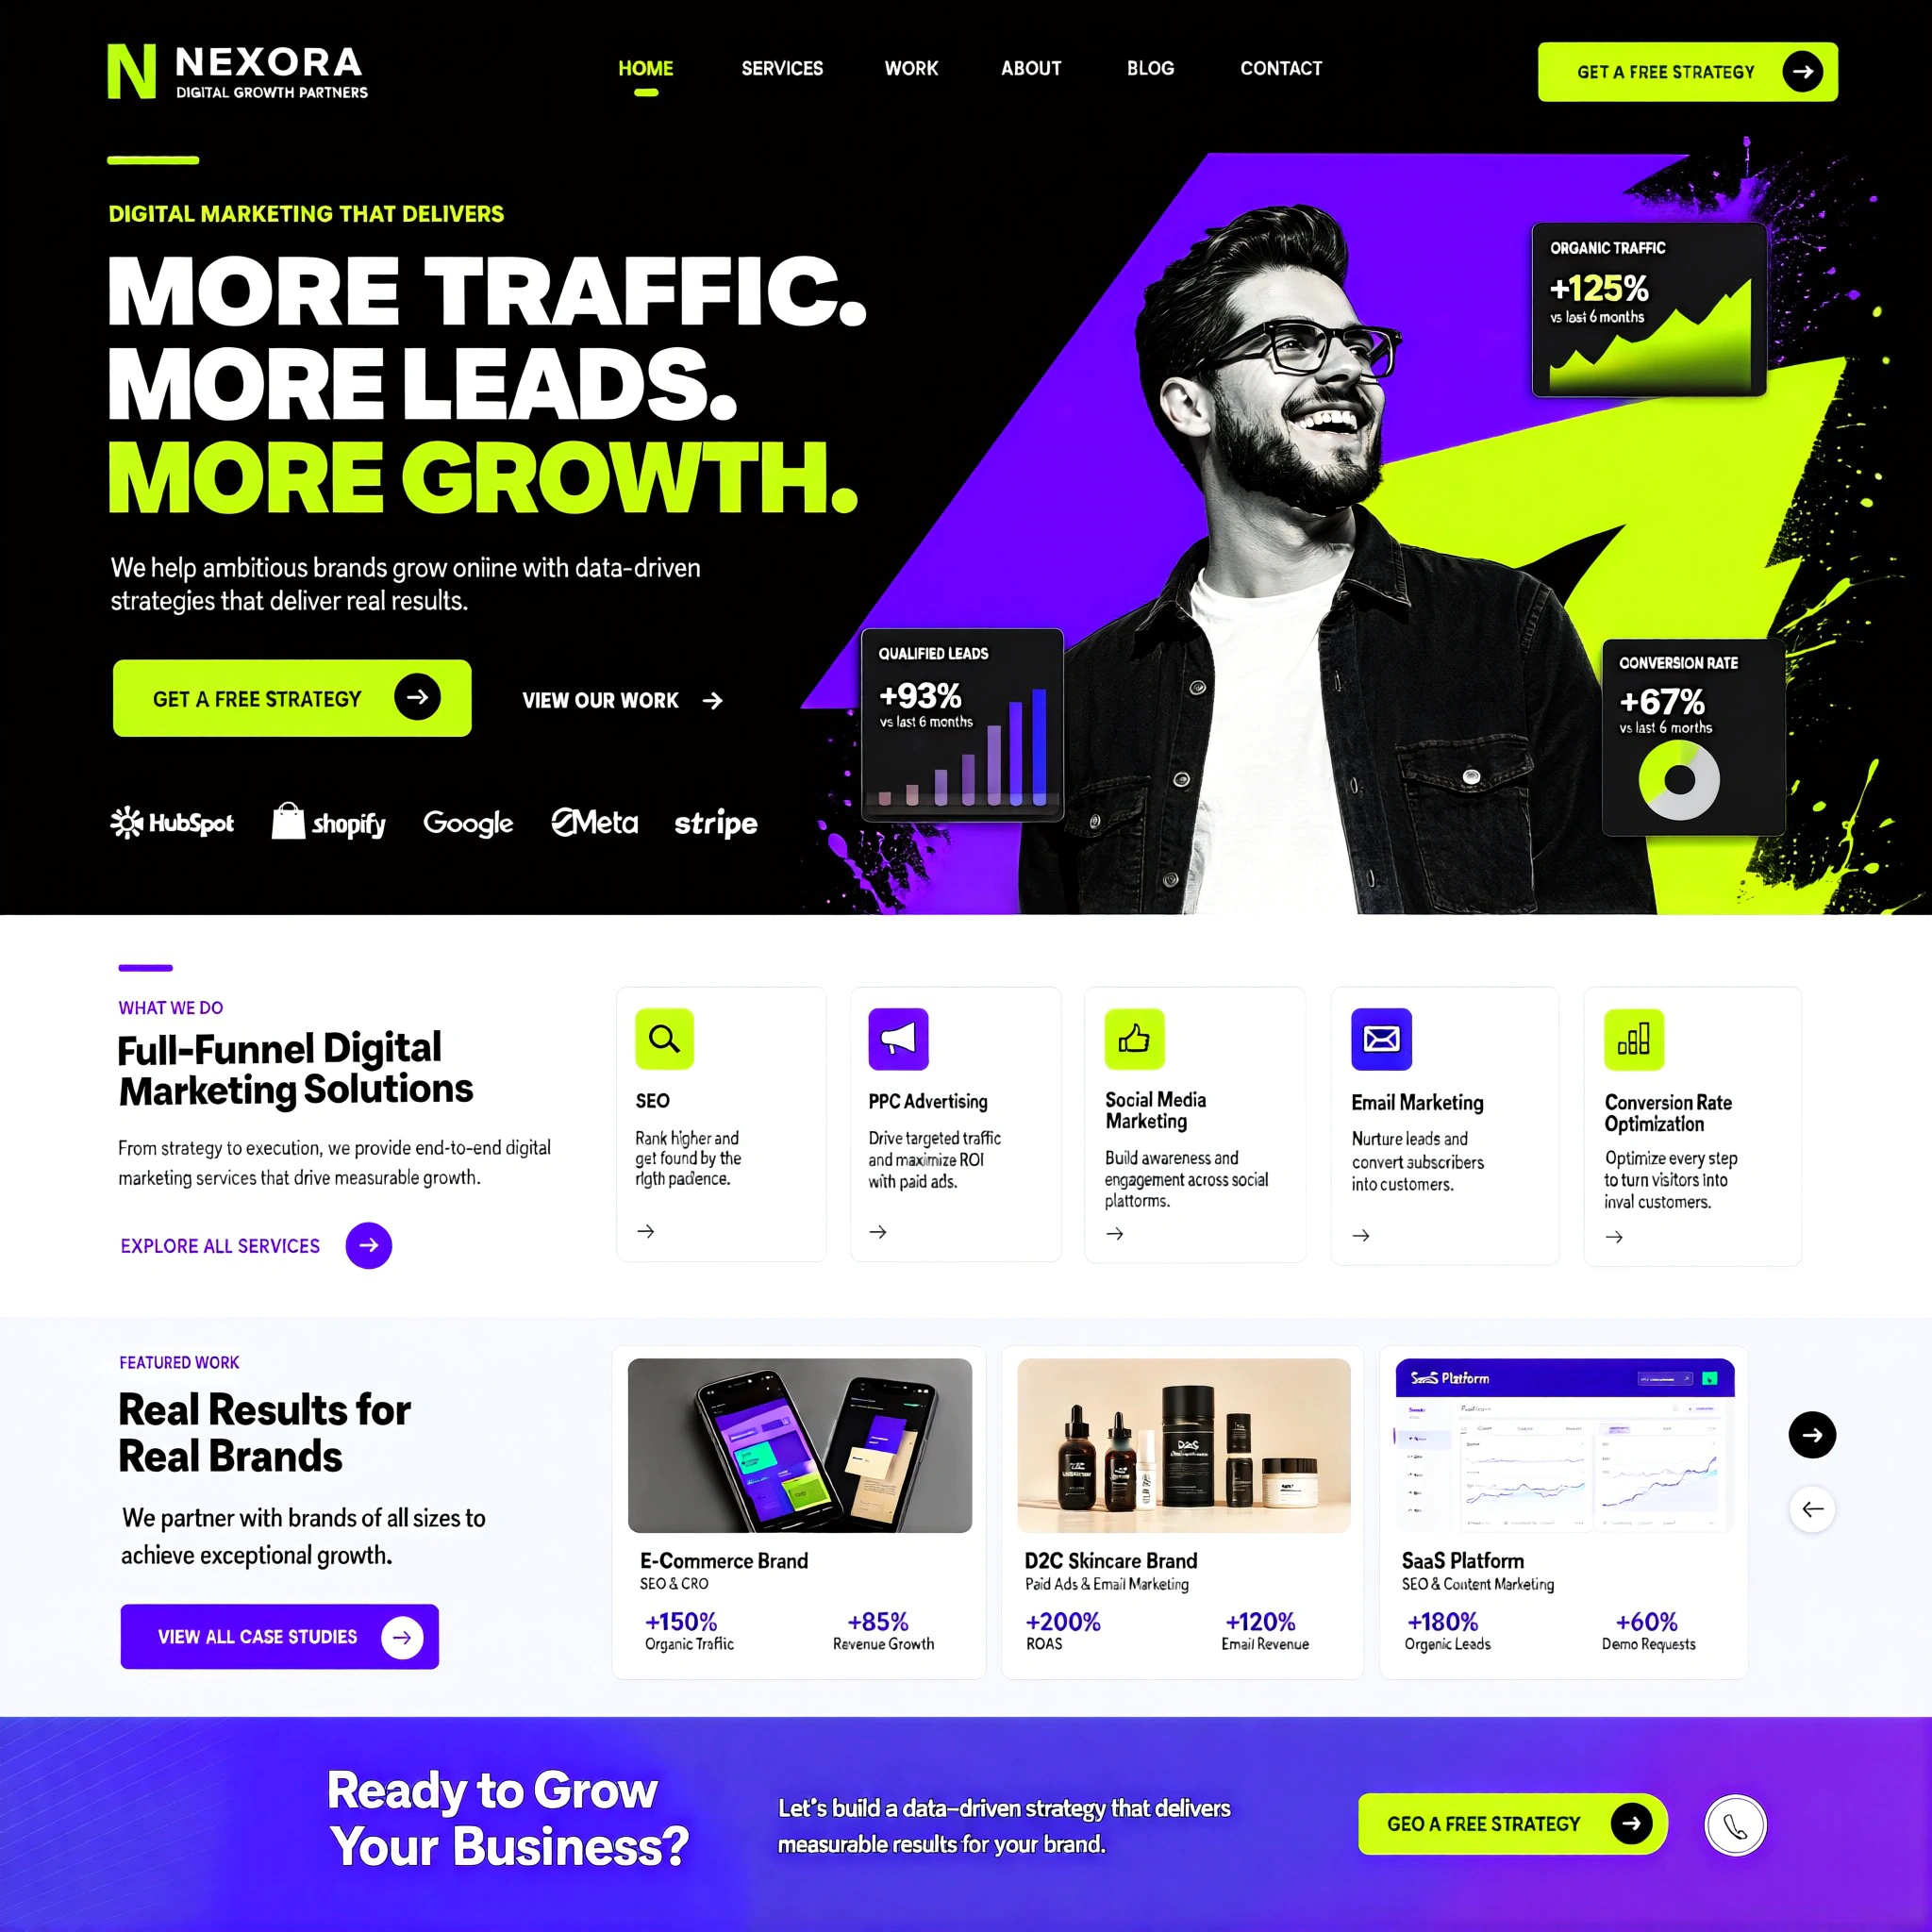 N NEXORA
DIGITAL GROWTH PARTNERS
HOME
SERVICES
WORK
ABOUT
BLOG
CONTACT
GET A FREE STRATEGY
DIGITAL MARKETING THAT DELIVERS
MORE TRAFFIC.
MORE LEADS.
MORE GROWTH.
We help ambitious brands grow oniine with data-driven
strategies that deliver real results.
GET A FREE STRATEGY
VIEW OUR WORK
HubSpot
shopify
Google
Meta
stripe
ORGANIC TRAFFIC
+125%
vs last 6 months
QUALIFIED LEADS
+93%
vs last 6 months
CONVERSION RATE
+67%
vs last 6 morths
WHAT WE DO
Full-Funnel Digital
Marketing Solutions
From strategy to execution, we provide end-to-end digital
marketing services that drive measurable growth.
EXPLORE ALL SERVICES
SEO
Rank higher and
get found by the
rlgth padience.
PPC Advertising
Drive targeted traffic
and maximize ROI
with paid ads.
Social Media
Marketing
Build awareness and
engagement across social
plattorms.
Email Marketing
Nurture leads and
convert subscribers
into customers.
Conversion Rate
Optimization
Optimize every step
to turn visitors into
inval customers.
FEATURED WORK
Real Results for
Real Brands
We partner with brands of all sizes to
achieve exceptional growth.
VIEW ALL CASE STUDIES
E-Commerce Brand
SEO & CRO
+150%
Organic Traffic
+85%
Revenue Growth
D2C Skincare Brand
Paid Ads & Email Marketing
+200%
ROAS
+120%
Email Revenue
SaaS Platform
SaaS Platform
SEO & Content Marketing
+180%
Orgenic Leads
+60%
Demo Requests
Ready to Grow
Your Business?
Let's build a data-driven strategy that delivers
measurable results for your brand.
GEO A FREE STRATEGY